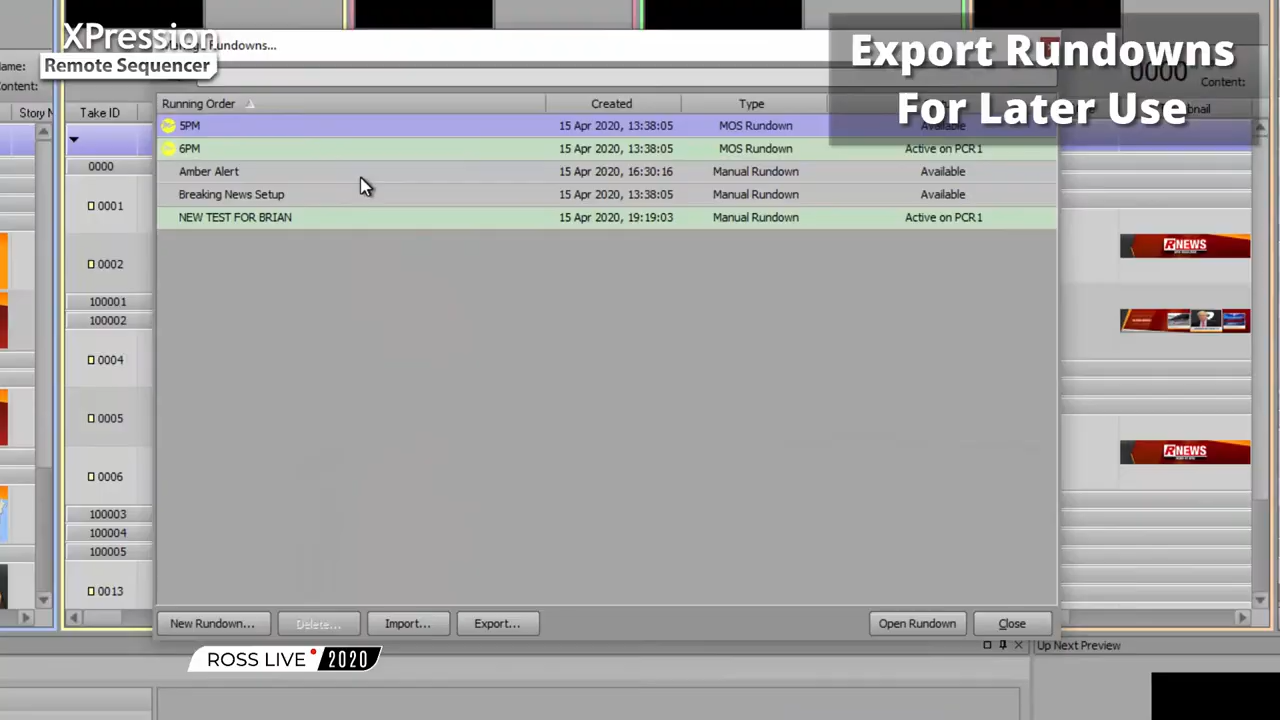 XPression
Remote Sequencer
Export Rundowns
For Later Use
Rundowns...
ame:
Content:
0000
Content:
Story N
Take ID
Running Order
Created
Type
5PM
15 Apr 2020, 13:38:05
MOS Rundown
Available
6PM
15 Apr 2020, 13:38:05
MOS Rundown
Active on PCR1
Amber Alert
15 Apr 2020, 16:30:16
Manual Rundown
Available
Breaking News Setup
15 Apr 2020, 13:38:05
Manual Rundown
Available
NEW TEST FOR BRIAN
15 Apr 2020, 19:19:03
Manual Rundown
Active on PCR1
0000
0001
0002
100001
100002
0004
0005
0006
100003
100004
100005
0013
RNEWS
RNEWS
New Rundown...
Delete...
Import...
Export...
Open Rundown
Close
ROSS LIVE 2020
Up Next Preview